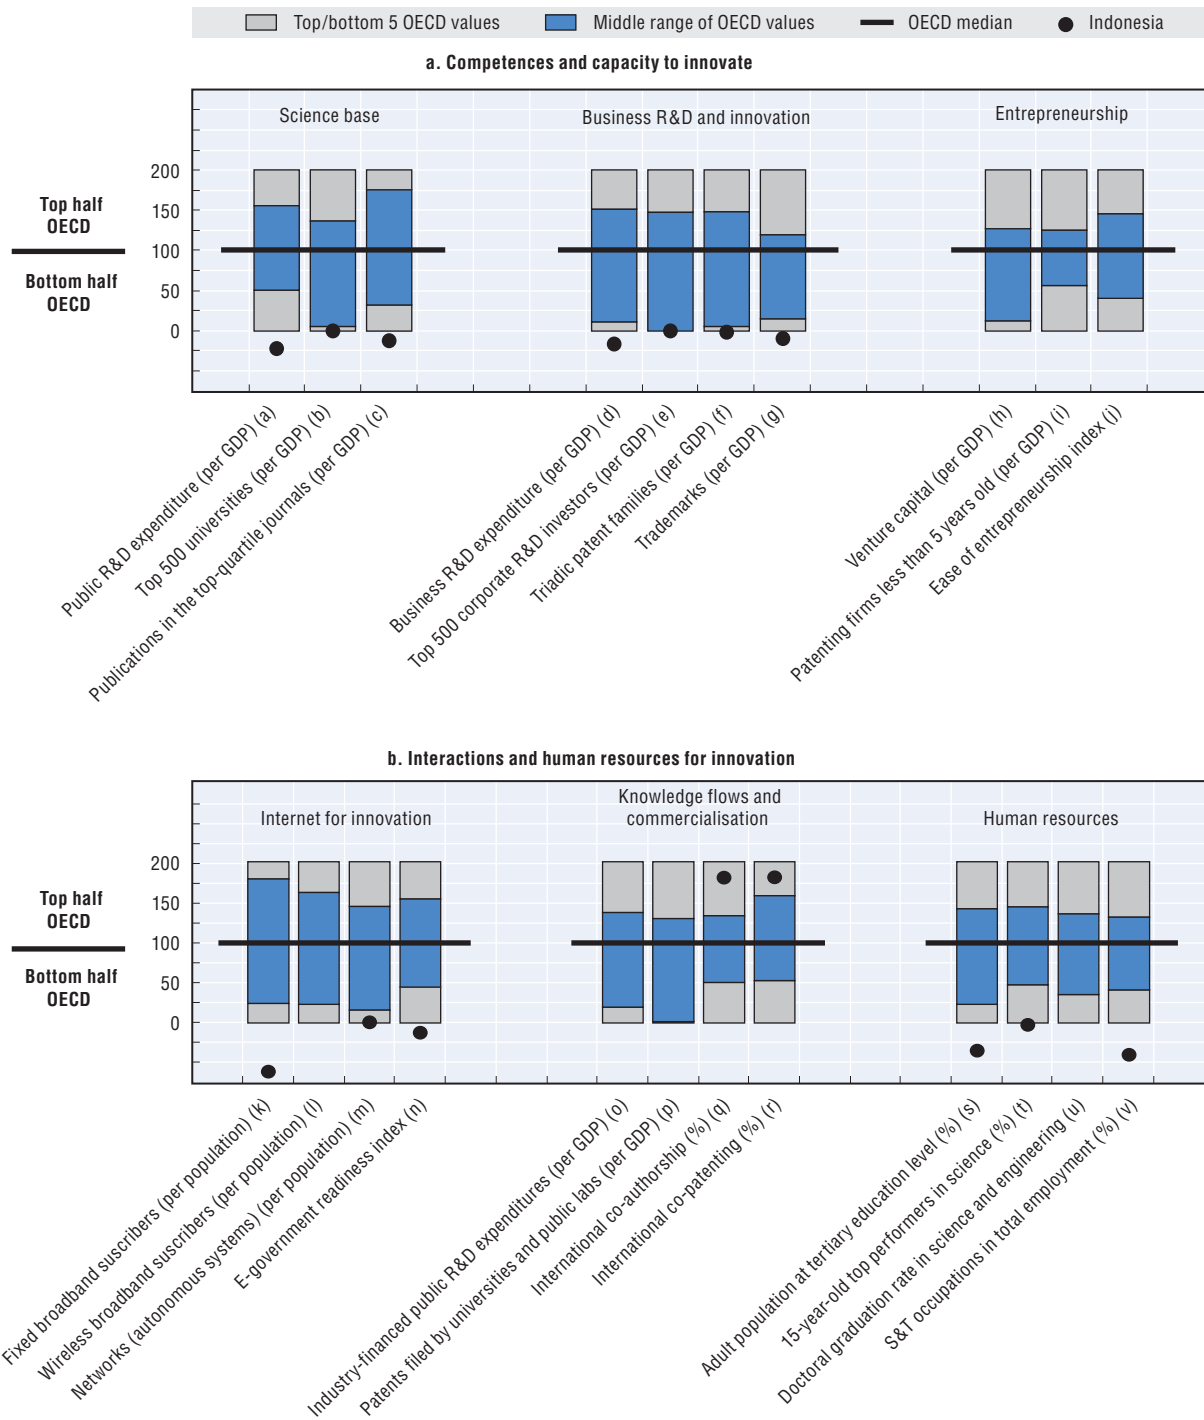 Top/bottom 5 OECD values Middle range of OECD values OECD median Indonesia
a. Competences and capacity to innovate
Science base Business R&D and innovation Entrepreneurship
200
150
100
50
0
Top half
OECD
Bottom half
OECD
Public R&D expenditure (per GDP) (a)
Top 500 universities (per GDP) (b)
Publications in the top-quartile journals (per GDP) (c)
Business R&D expenditure (per GDP) (d)
Top 500 corporate R&D investors (per GDP) (e)
Triadic patent families (per GDP) (f)
Trademarks (per GDP) (g)
Venture capital (per GDP) (h)
Patenting firms less than 5 years old (per GDP) (i)
Ease of entrepreneurship index (j)
b. Interactions and human resources for innovation
Internet for innovation
Knowledge flows and
commercialisation
Human resources
200
150
100
50
0
Top half
OECD
Bottom half
OECD
Fixed broadband suscribers (per population) (k)
Wireless broadband suscribers (per population) (l)
Networks (autonomous systems) (per population) (m)
E-government readiness index (n)
Industry-financed public R&D expenditures (per GDP) (o)
Patents filed by universities and public labs (per GDP) (p)
International co-authorship (%) (q)
International co-patenting (%) (r)
Adult population at tertiary education level (%) (s)
15-year-old top performers in science (%) (t)
Doctoral graduation rate in science and engineering (u)
S&T occupations in total employment (%) (v)